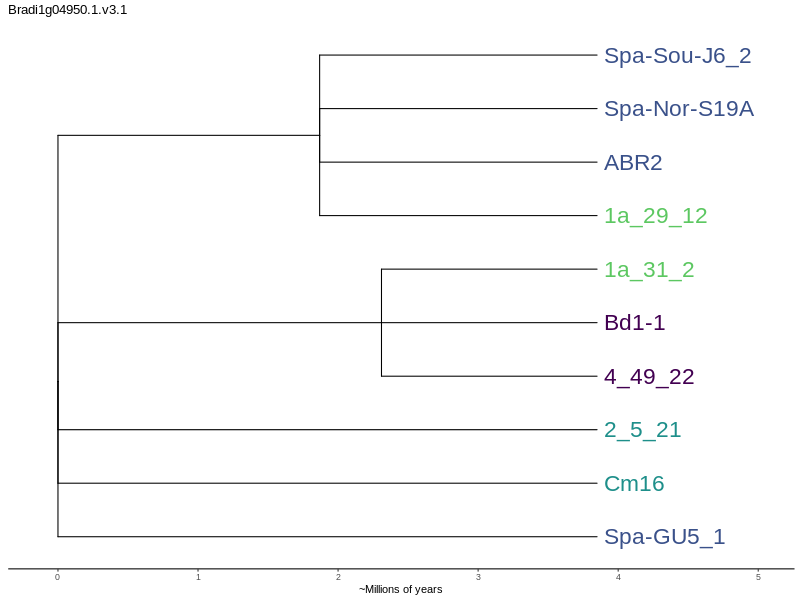 Bradi1g04950.1.v3.1
Spa-Sou-J6_2
Spa-Nor-S19A
ABR2
1a_29_12
1a_31_2
Bd1-1
4_49_22
2_5_21
Cm16
Spa-GU5_1
0 1 2 3 4 5
~Millions of years